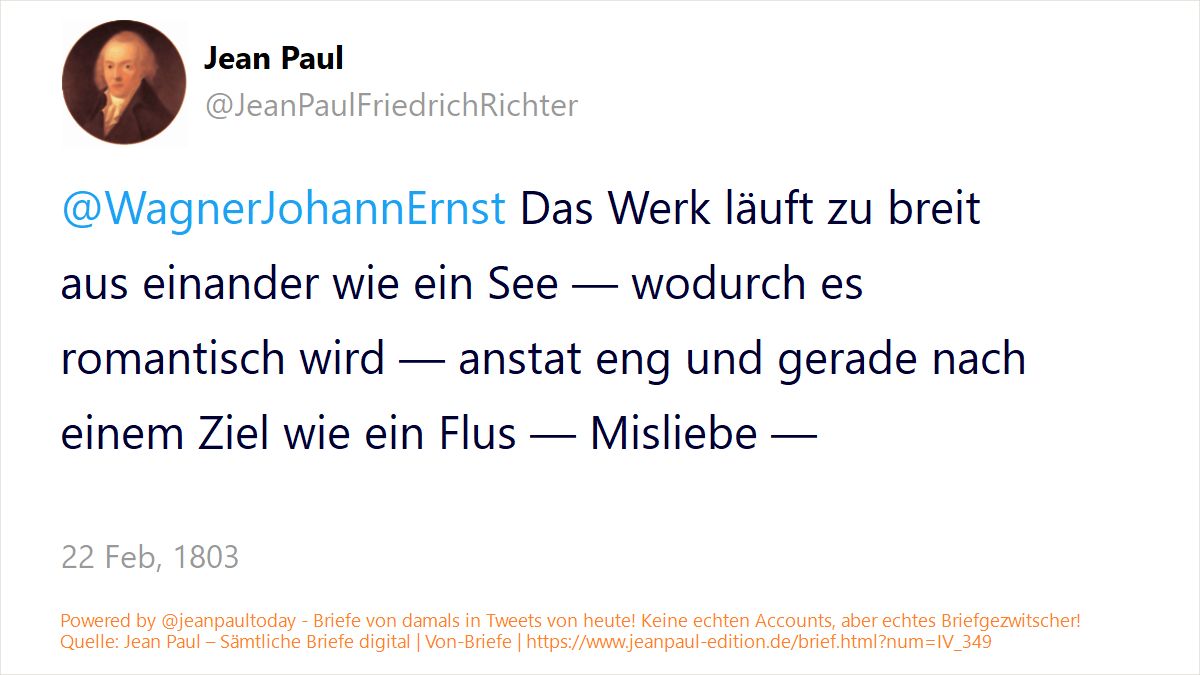 Jean Paul
@JeanPaulFriedrichRichter
@WagnerJohannErnst Das Werk läuft zu breit
aus einander wie ein See — wodurch es
romantisch wird — anstat eng und gerade nach
einem Ziel wie ein Flus — Misliebe —
22 Feb, 1803
Powered by @jeanpaultoday - Briefe von damals in Tweets von heute! Keine echten Accounts, aber echtes Briefgezwitscher!
Quelle: Jean Paul – Sämtliche Briefe digital | Von-Briefe | https://www.jeanpaul-edition.de/brief.html?num=IV_349